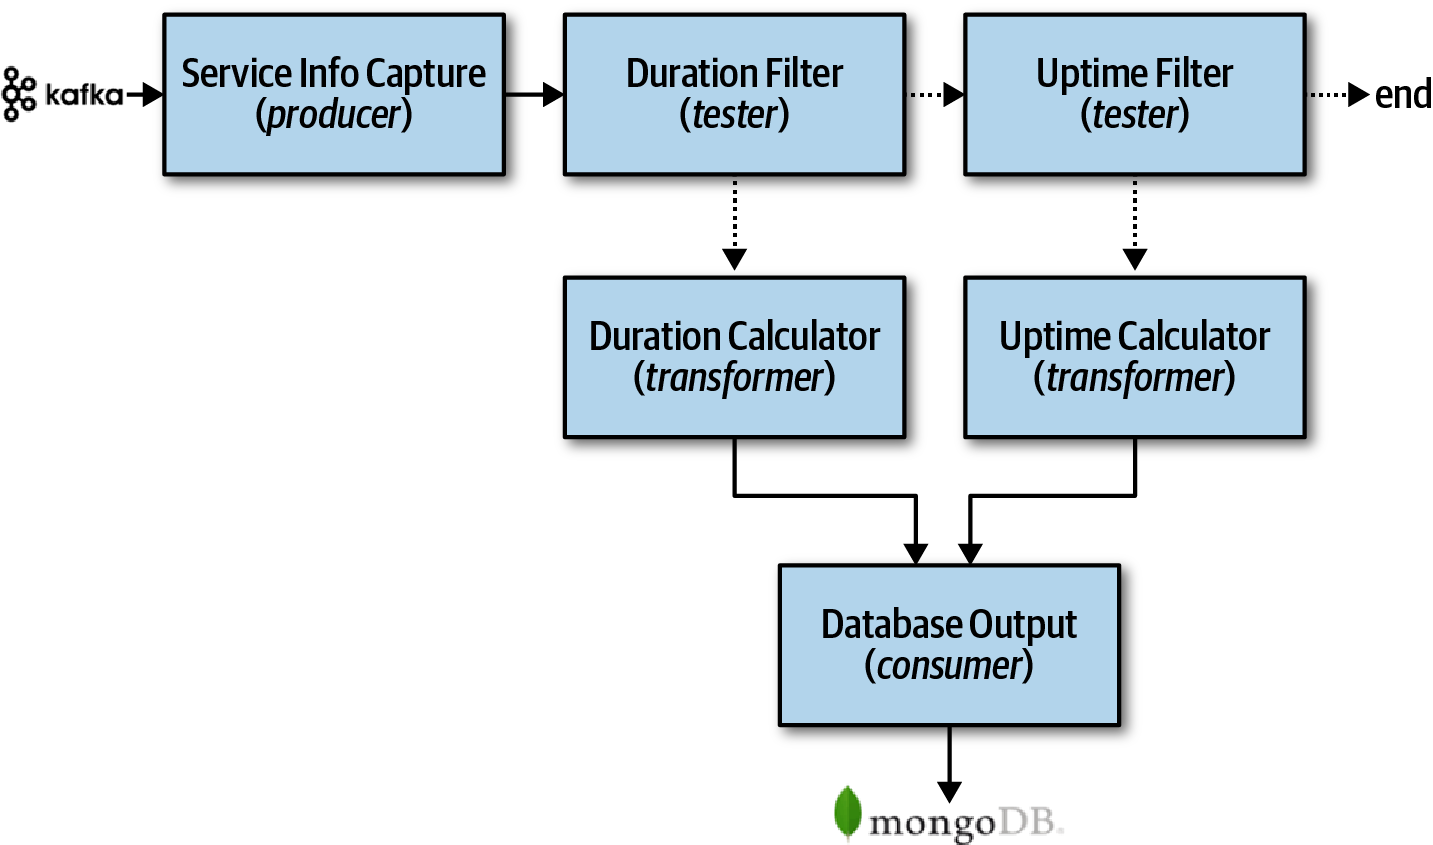 kafka
Service Info Capture
(producer)
Duration Filter
(tester)
Uptime Filter
(tester)
end
Duration Calculator
(transformer)
Uptime Calculator
(transformer)
Database Output
(consumer)
mongoDB.